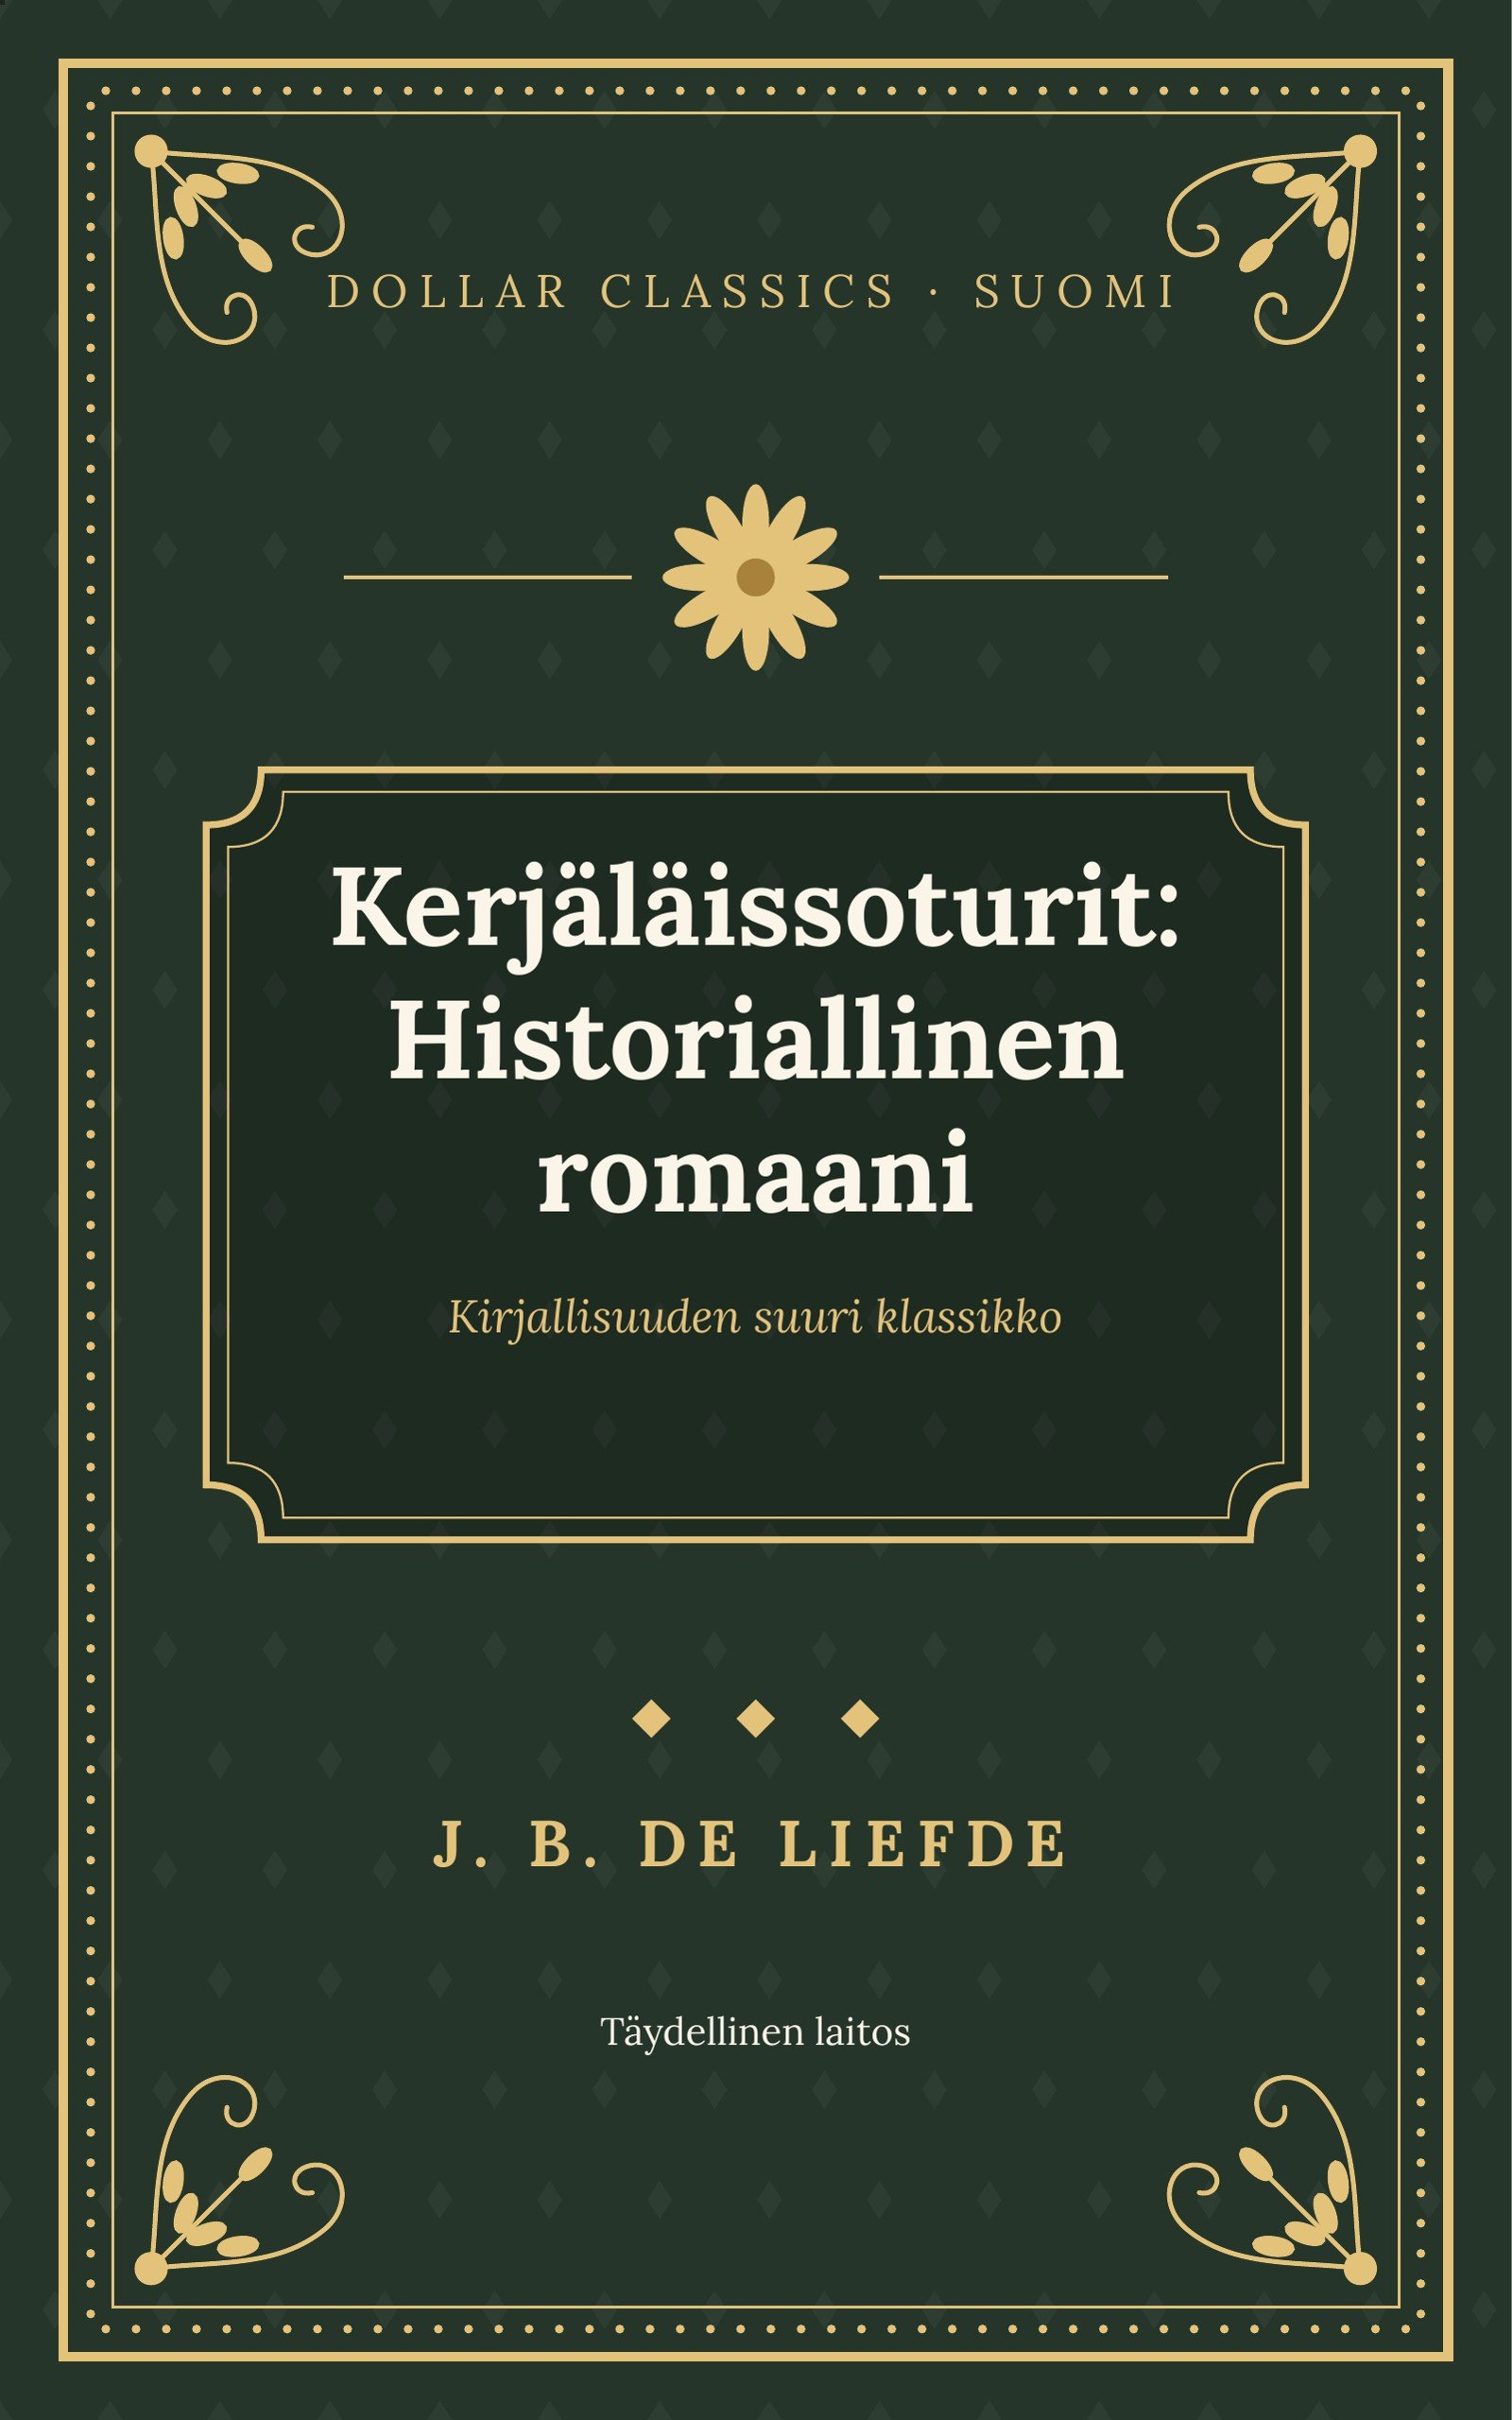 DOLLAR CLASSICS · SUOMI
Kerjäläissoturit:
Historiallinen
romaani
Kirjallisuuden suuri klassikko
J. B. DE LIEFDE
Täydellinen laitos